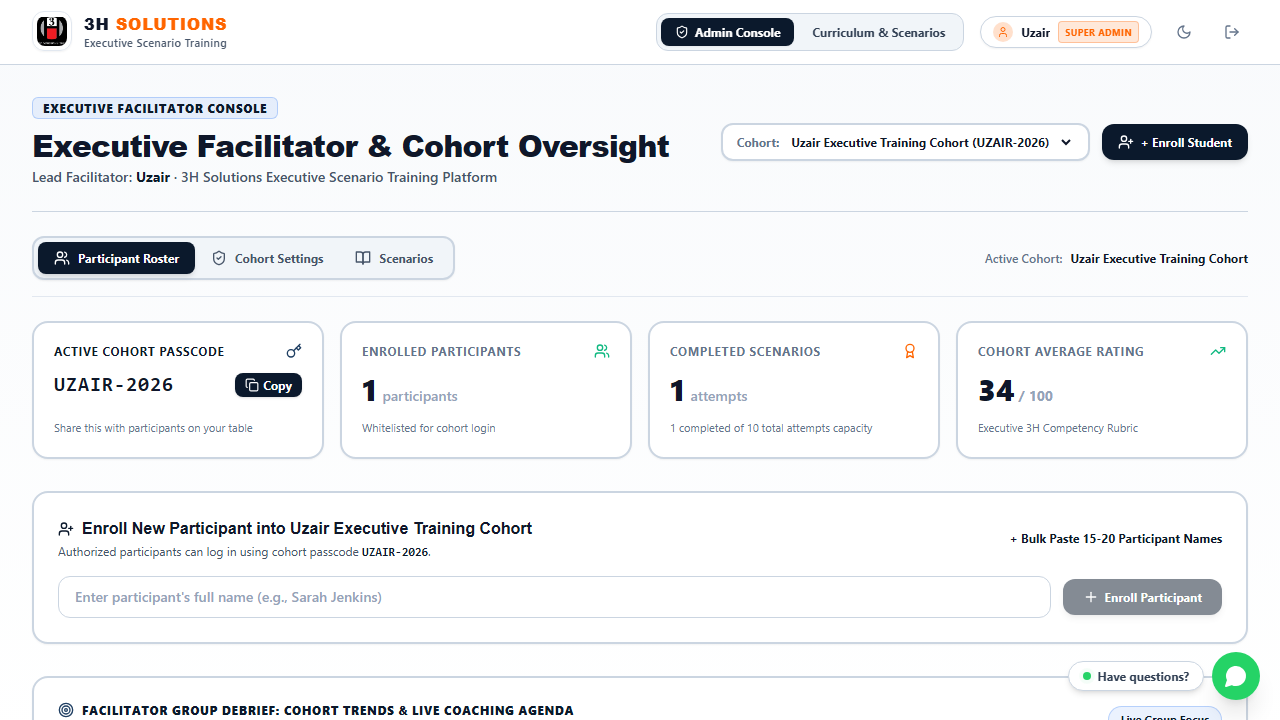 3H SOLUTIONS
Executive Scenario Training
Admin Console
Curriculum & Scenarios
Uzair
SUPER ADMIN
EXECUTIVE FACILITATOR CONSOLE
Executive Facilitator & Cohort Oversight
Lead Facilitator: Uzair · 3H Solutions Executive Scenario Training Platform
Cohort: Uzair Executive Training Cohort (UZAIR-2026)
+ Enroll Student
Participant Roster
Cohort Settings
Scenarios
Active Cohort: Uzair Executive Training Cohort
ACTIVE COHORT PASSCODE
UZAIR-2026
Copy
Share this with participants on your table
ENROLLED PARTICIPANTS
1 participants
Whitelisted for cohort login
COMPLETED SCENARIOS
1 attempts
1 completed of 10 total attempts capacity
COHORT AVERAGE RATING
34 / 100
Executive 3H Competency Rubric
Enroll New Participant into Uzair Executive Training Cohort
Authorized participants can log in using cohort passcode UZAIR-2026.
+ Bulk Paste 15-20 Participant Names
Enter participant's full name (e.g., Sarah Jenkins)
Enroll Participant
Have questions?
FACILITATOR GROUP DEBRIEF: COHORT TRENDS & LIVE COACHING AGENDA
Live Group Focus